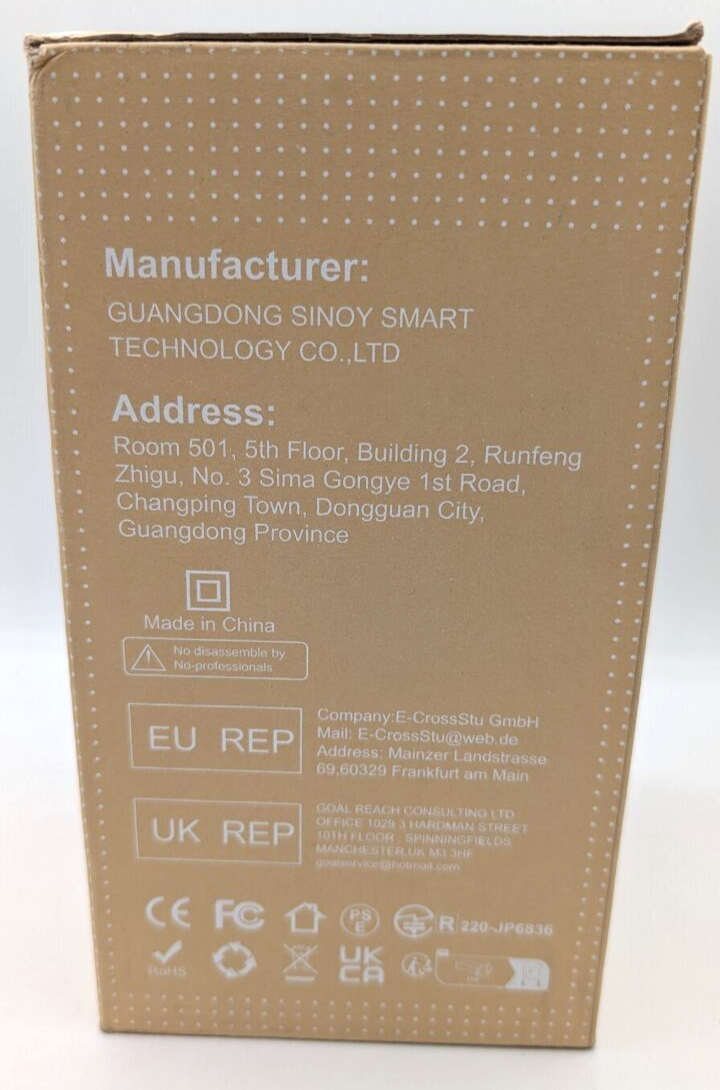 Manufacturer:
GUANGDONG SINOY SMART
TECHNOLOGY CO.,LTD
Address:
Room 501, 5th Floor, Building 2, Runfeng
Zhigu, No. 3 Sima Gongye 1st Road,
Changping Town, Dongguan City,
Guangdong Province
Made in China
No disassemble by
No-professionals
EU REP
Company:E-CrossStu GmbH
Mail: E-CrossStu@web.de
Address: Mainzer Landstrasse
69,60329 Frankfurt am Main
UK REP
GOAL REACH CONSULTING LTD
OFFICE 1029 3 HARDMAN STREET
10TH FLOOR , SPINNINGFIELDS
MANCHESTER,UK M3 3HF
goalservice@hotmail.com
CE FC PS E R 220-JP6836
RoHS UK CA